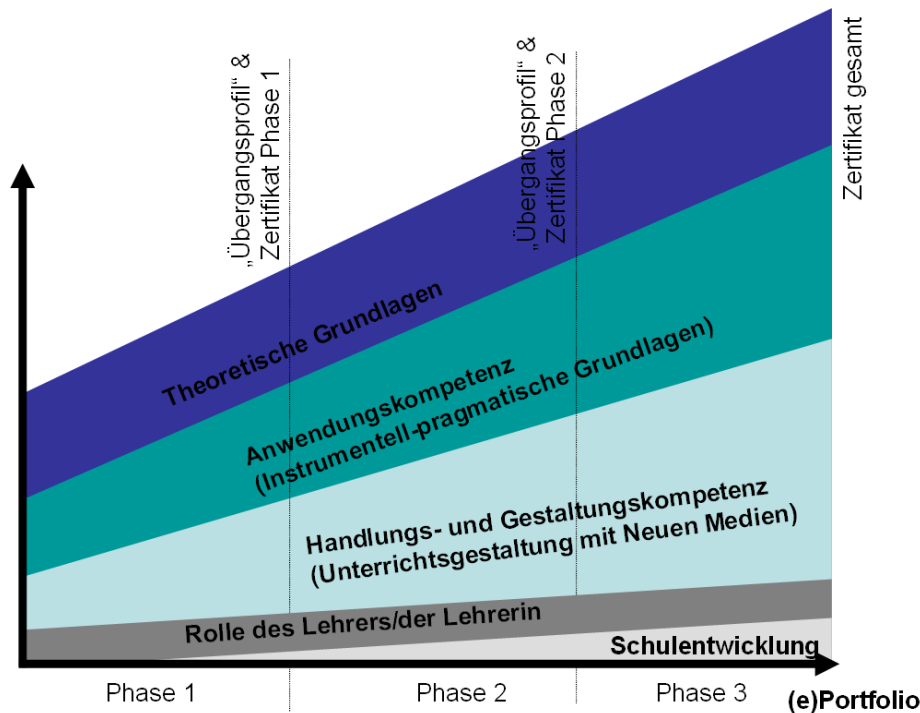 „Übergangsprofil“ &
Zertifikat Phase 1
„Übergangsprofil“ &
Zertifikat Phase 2
Zertifikat gesamt
Theoretische Grundlagen
Anwendungskompetenz
(Instrumentell-pragmatische Grundlagen)
Handlungs- und Gestaltungskompetenz
(Unterrichtsgestaltung mit Neuen Medien)
Rolle des Lehrers/der Lehrerin
Schulentwicklung
Phase 1
Phase 2
Phase 3
(e)Portfolio